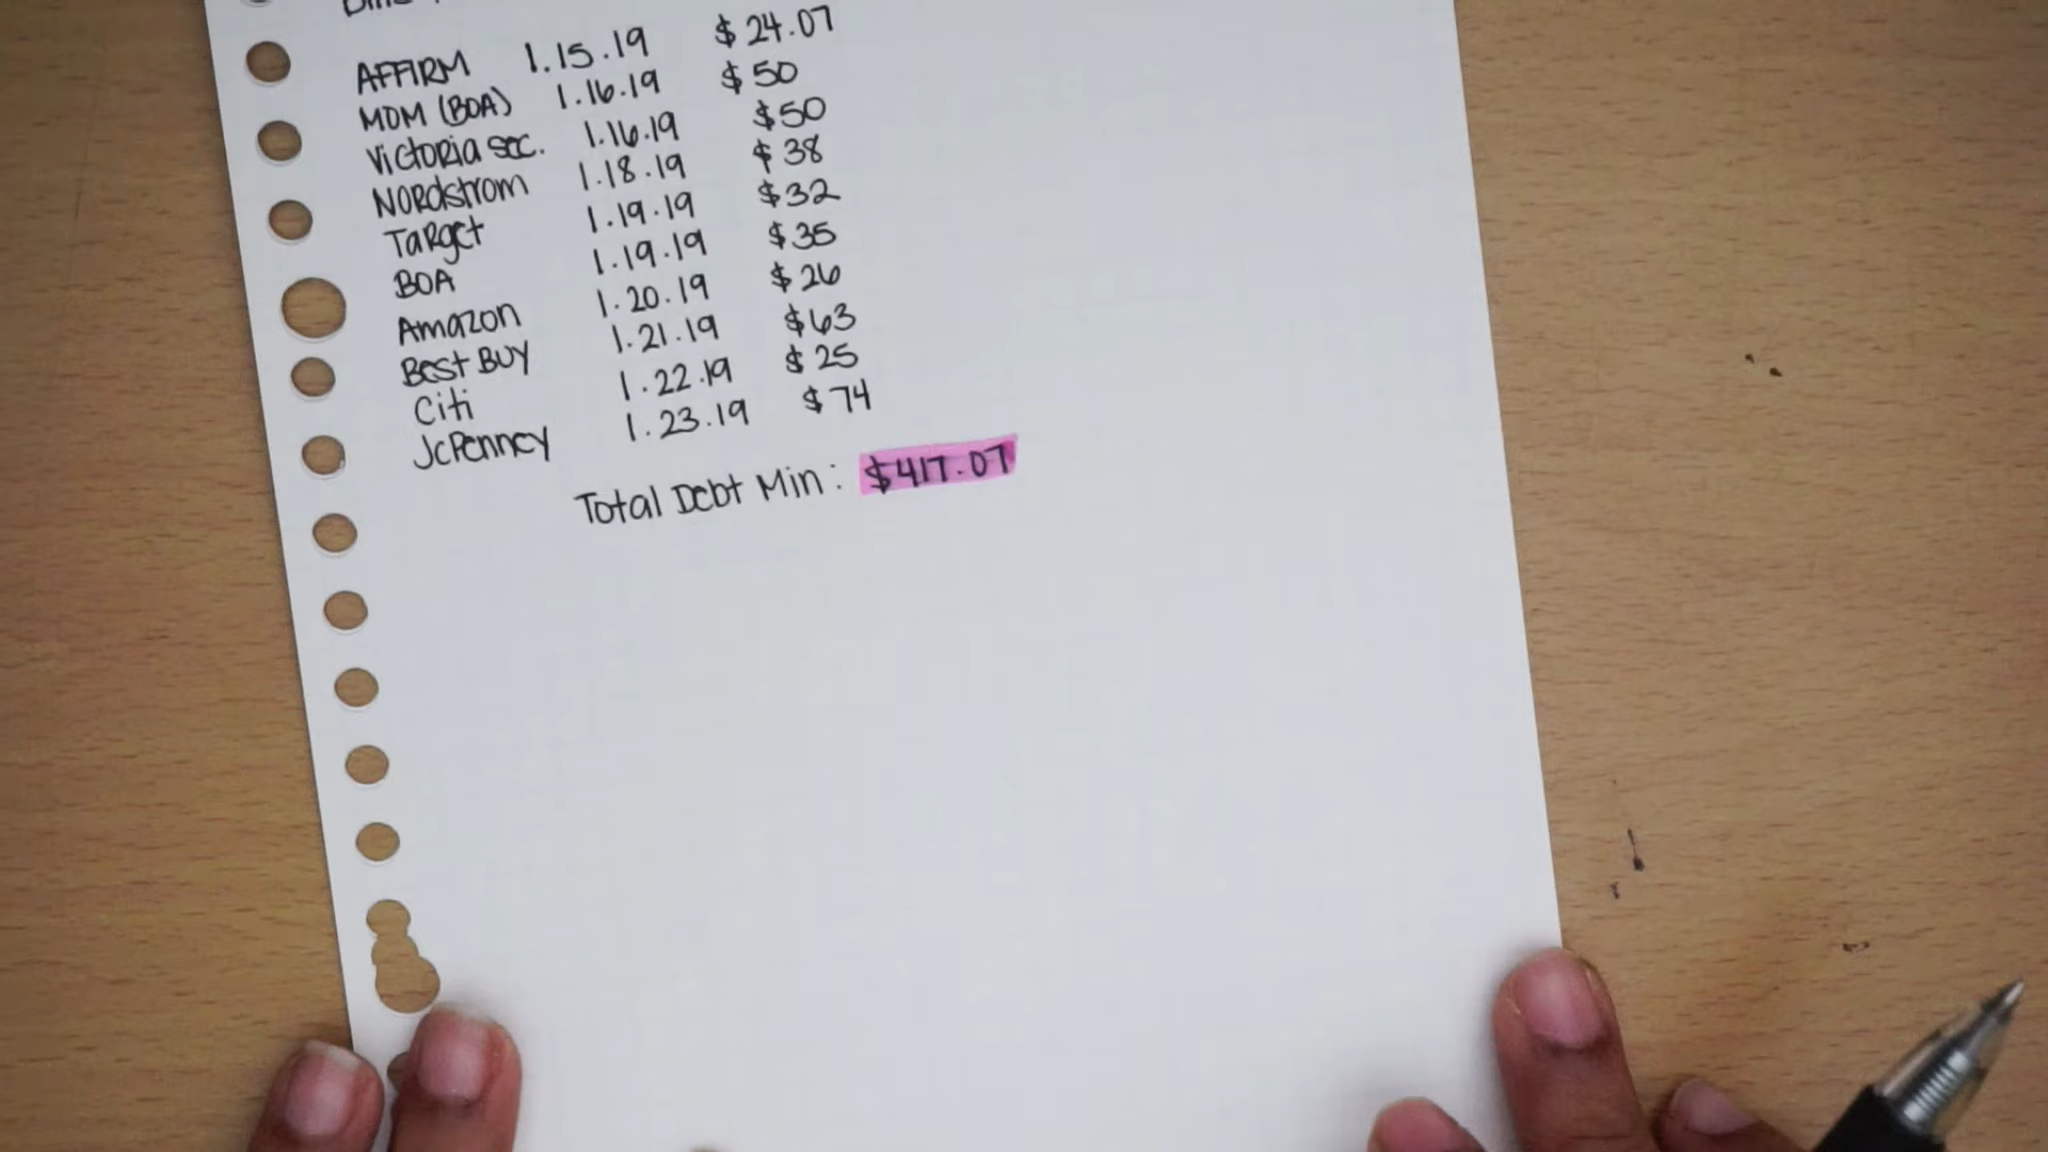 AFFIRM 1.15.19 $24.07
MOM (BOA) 1.16.19 $50
Victoria Sec. 1.16.19 $50
Nordstrom 1.18.19 $38
Target 1.19.19 $32
BOA 1.19.19 $35
Amazon 1.20.19 $26
Best Buy 1.21.19 $63
Citi 1.22.19 $25
JcPenney 1.23.19 $74
Total Debt Min: $417.07